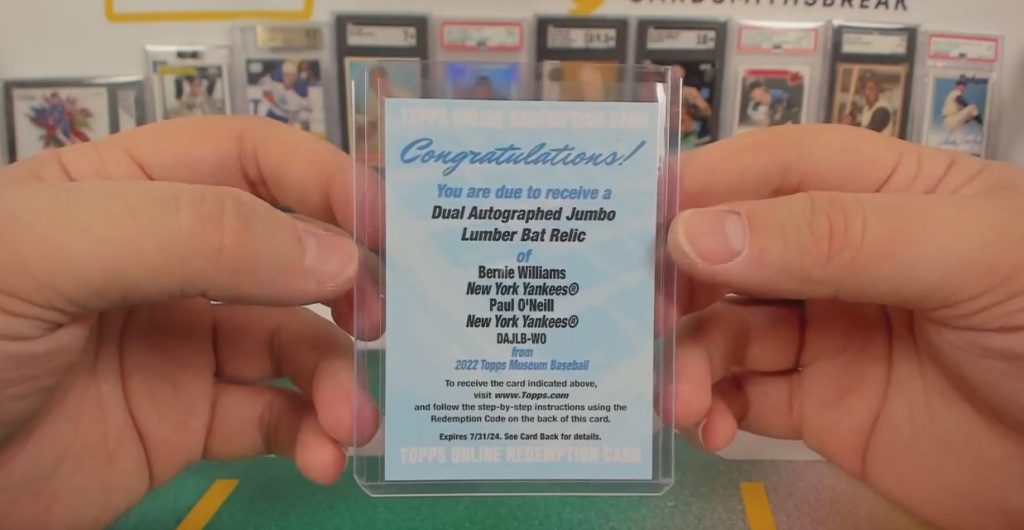 TOPPS ONLINE REDEMPTION CARD
Congratulations!
You are due to receive a
Dual Autographed Jumbo
Lumber Bat Relic
of
Bernie Williams
New York Yankees®
Paul O'Neill
New York Yankees®
DAJLB-WO
from
2022 Topps Museum Baseball
To receive the card indicated above,
visit www.Topps.com
and follow the step-by-step instructions using the
Redemption Code on the back of this card.
Expires 7/31/24. See Card Back for details.
TOPPS ONLINE REDEMPTION CARD